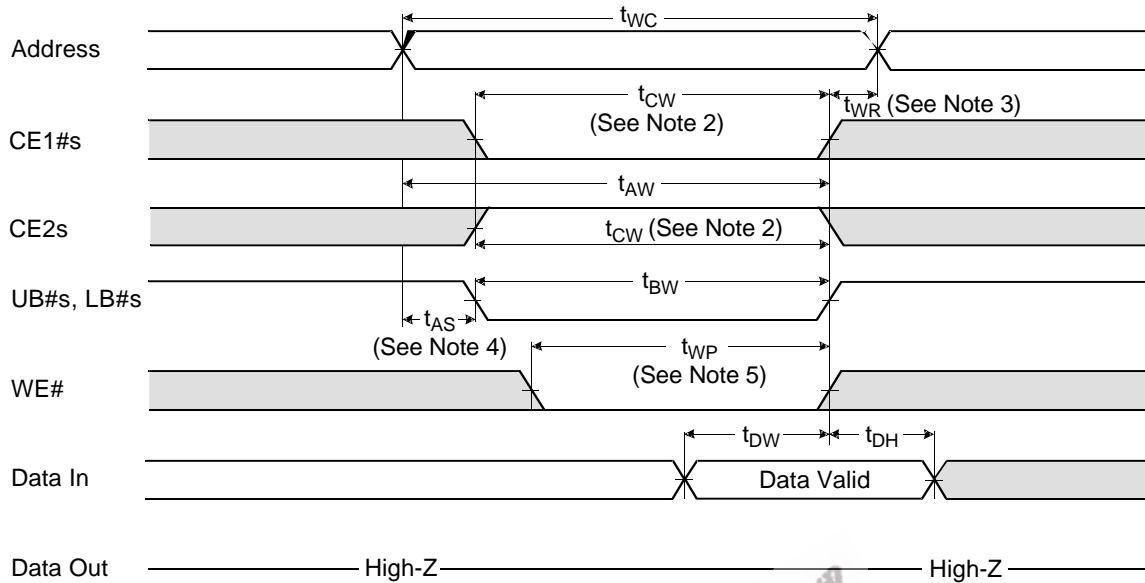 tWC
Address
tCW
(See Note 2)
tWR (See Note 3)
CE1#s
tAW
CE2s
tCW (See Note 2)
tBW
UB#s, LB#s
tAS
(See Note 4)
tWP
(See Note 5)
WE#
tDW
tDH
Data In
Data Valid
Data Out
High-Z
High-Z